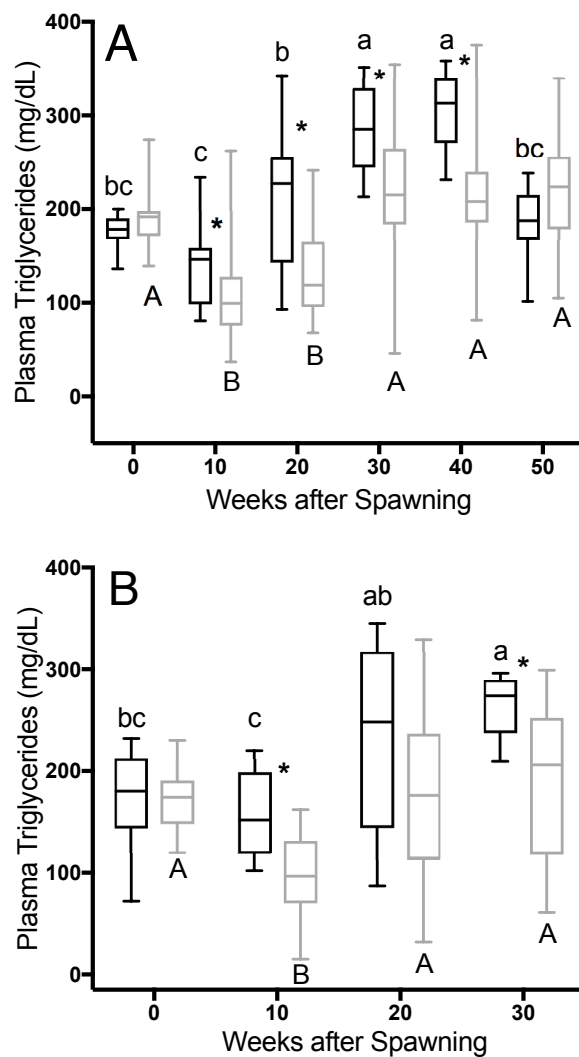 A
Plasma Triglycerides (mg/dL)
400
300
200
100
0
bc
c
b
a
a
bc
*
*
*
*
A
B
B
A
A
A
0 10 20 30 40 50
Weeks after Spawning
B
Plasma Triglycerides (mg/dL)
400
300
200
100
0
bc
c
ab
a
*
*
A
B
A
A
0 10 20 30
Weeks after Spawning